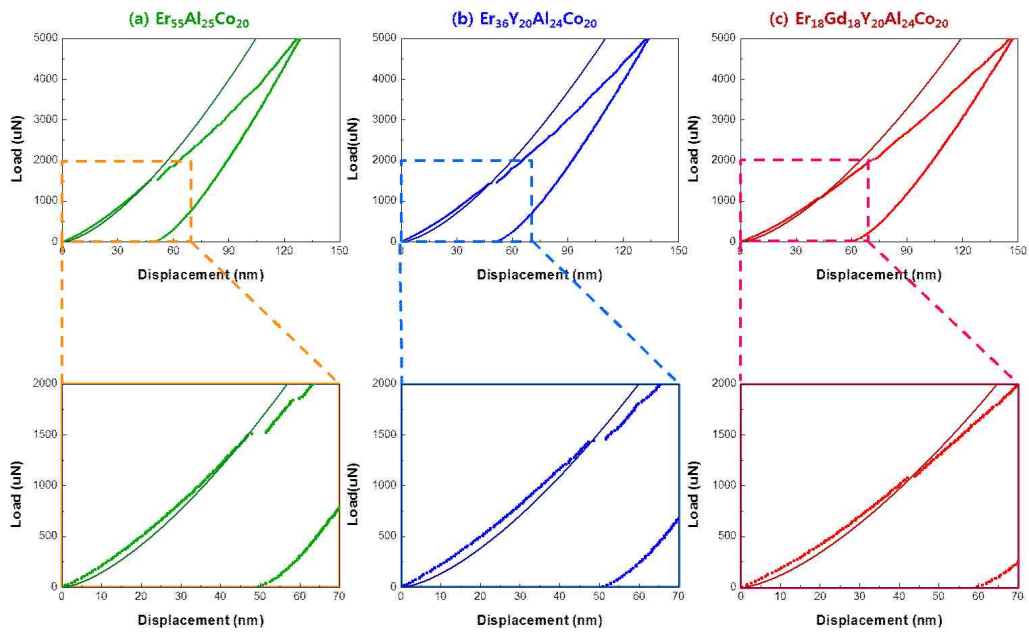 (a) Er55Al25Co20
(b) Er36Y20Al24Co20
(c) Er18Gd18Y20Al24Co20
Load (uN)
5000
4000
3000
2000
1000
0
0 30 60 90 120 150
Displacement (nm)
Load(uN)
5000
4000
3000
2000
1000
0
0 30 60 90 120 150
Displacement (nm)
Load (uN)
5000
4000
3000
2000
1000
0
0 30 60 90 120 150
Displacement (nm)
Load (uN)
2000
1500
1000
500
0
0 10 20 30 40 50 60 70
Displacement (nm)
Load(uN)
2000
1500
1000
500
0
0 10 20 30 40 50 60 70
Displacement (nm)
Load (uN)
2000
1500
1000
500
0
0 10 20 30 40 50 60 70
Displacement (nm)